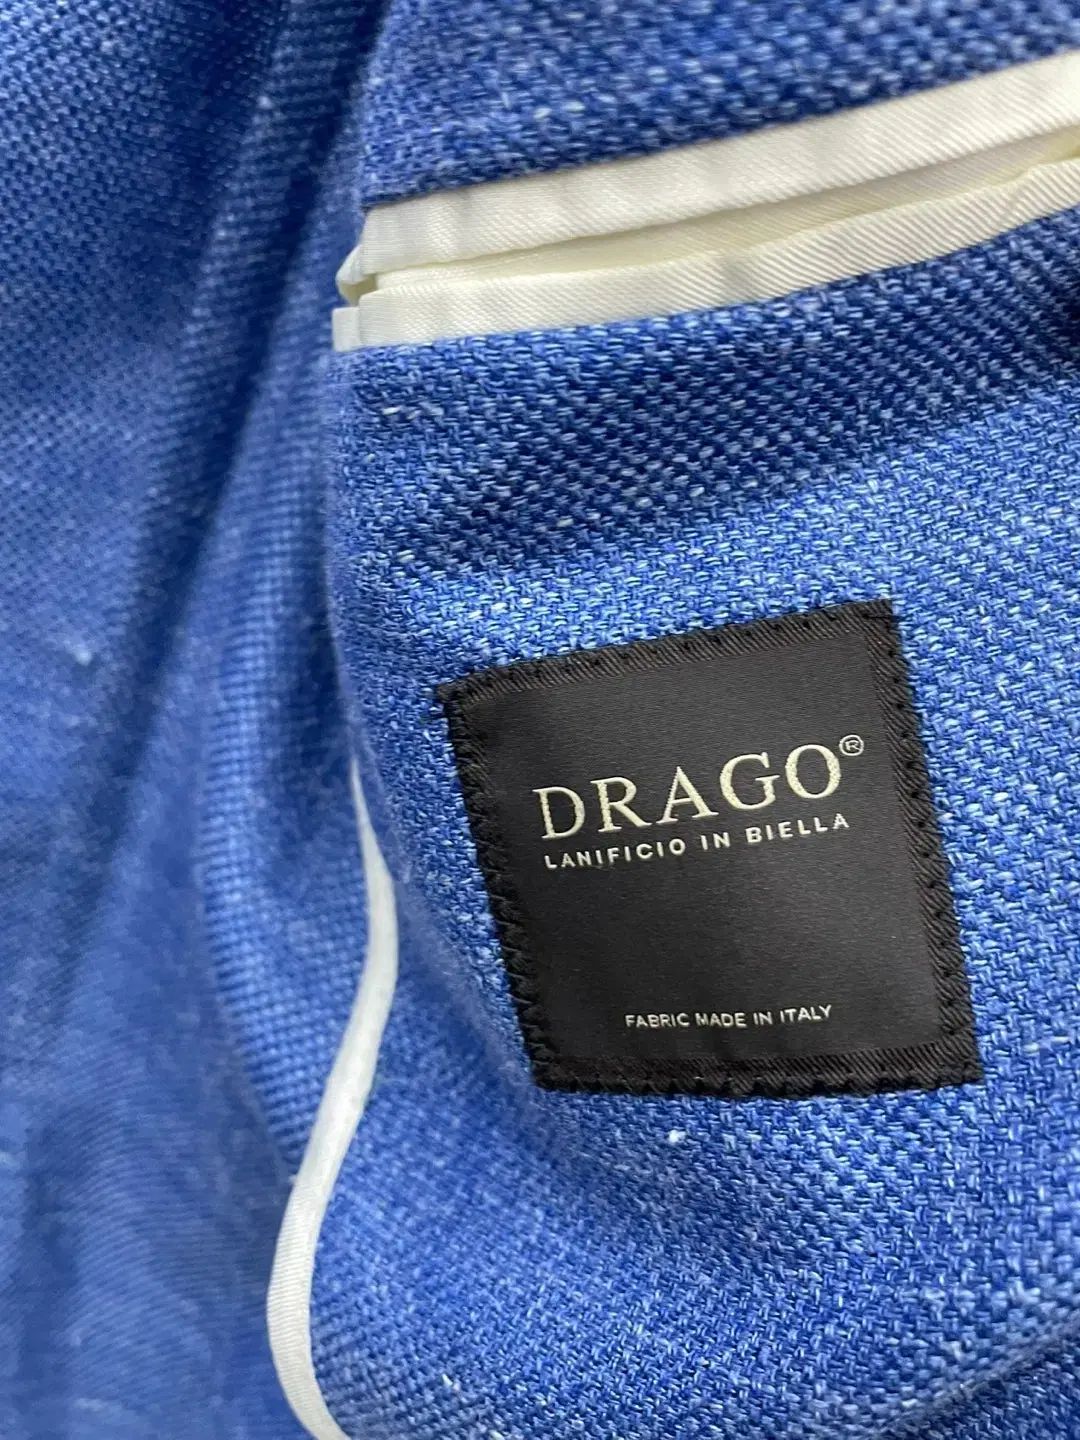 DRAGO®
LANIFICIO IN BIELLA
FABRIC MADE IN ITALY